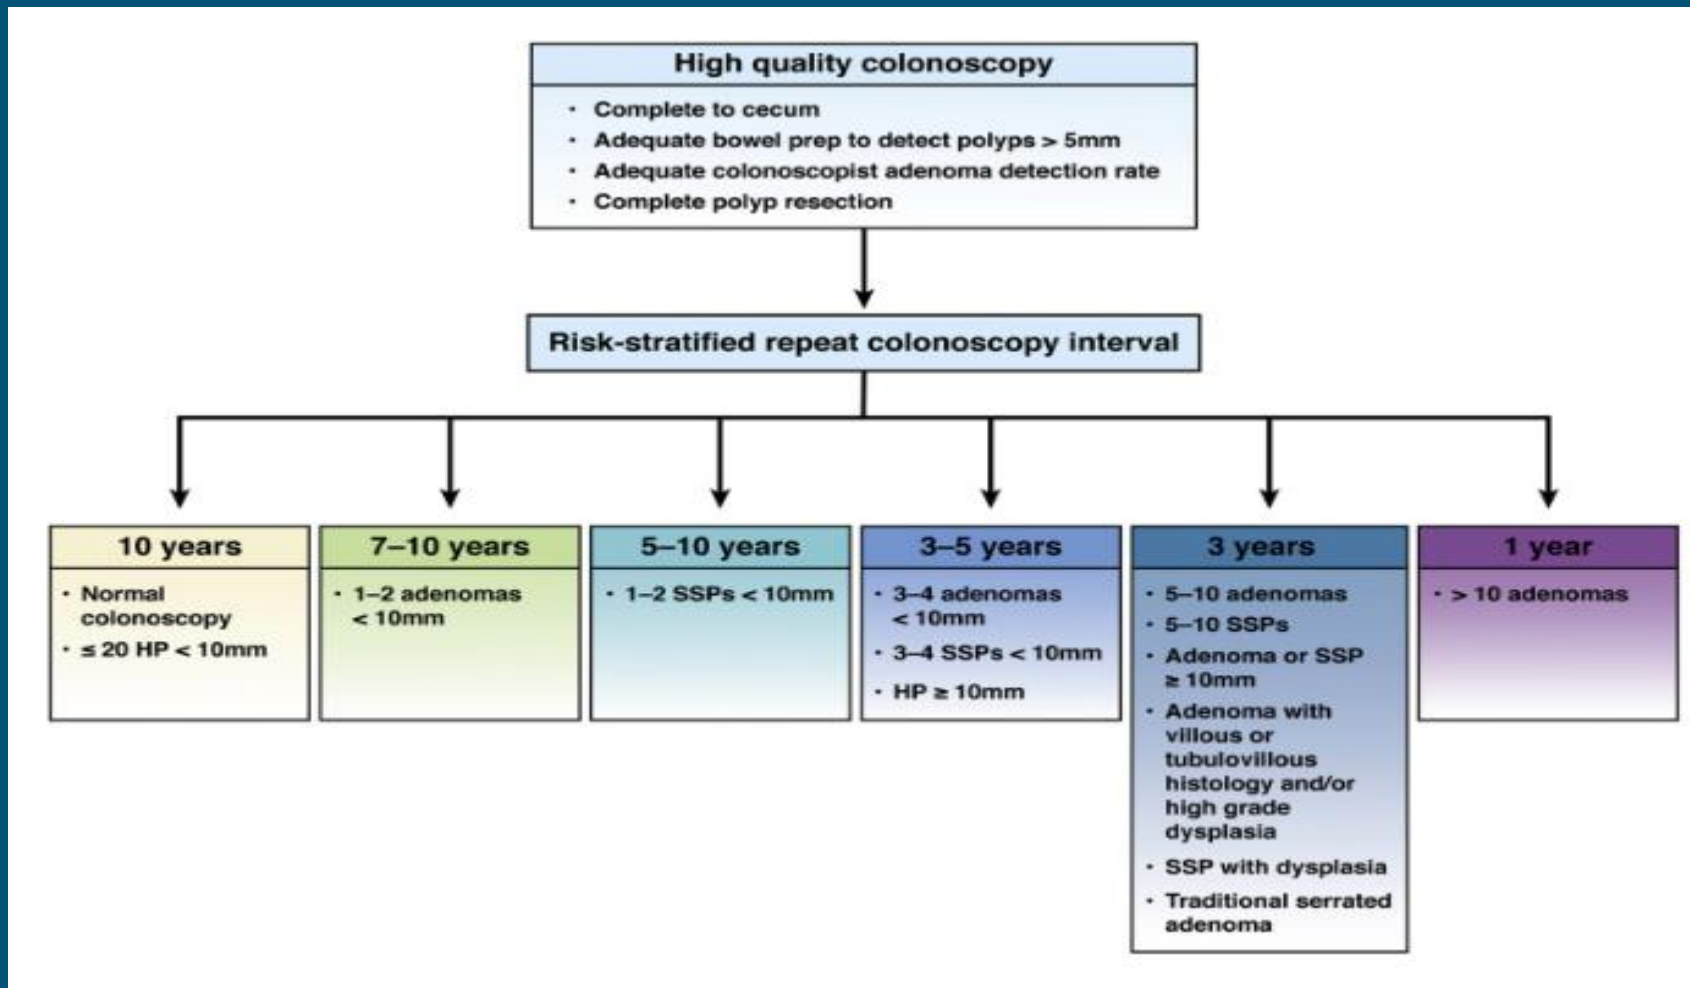 High quality colonoscopy
· Complete to cecum
· Adequate bowel prep to detect polyps > 5mm
· Adequate colonoscopist adenoma detection rate
· Complete polyp resection
Risk-stratified repeat colonoscopy interval
10 years
· Normal
colonoscopy
· ≤ 20 HP < 10mm
7–10 years
· 1–2 adenomas
< 10mm
5–10 years
· 1–2 SSPs < 10mm
3–5 years
· 3–4 adenomas
< 10mm
· 3–4 SSPs < 10mm
· HP ≥ 10mm
3 years
· 5–10 adenomas
· 5–10 SSPs
· Adenoma or SSP
≥ 10mm
· Adenoma with
villous or
tubulovillous
histology and/or
high grade
dysplasia
· SSP with dysplasia
· Traditional serrated
adenoma
1 year
· > 10 adenomas